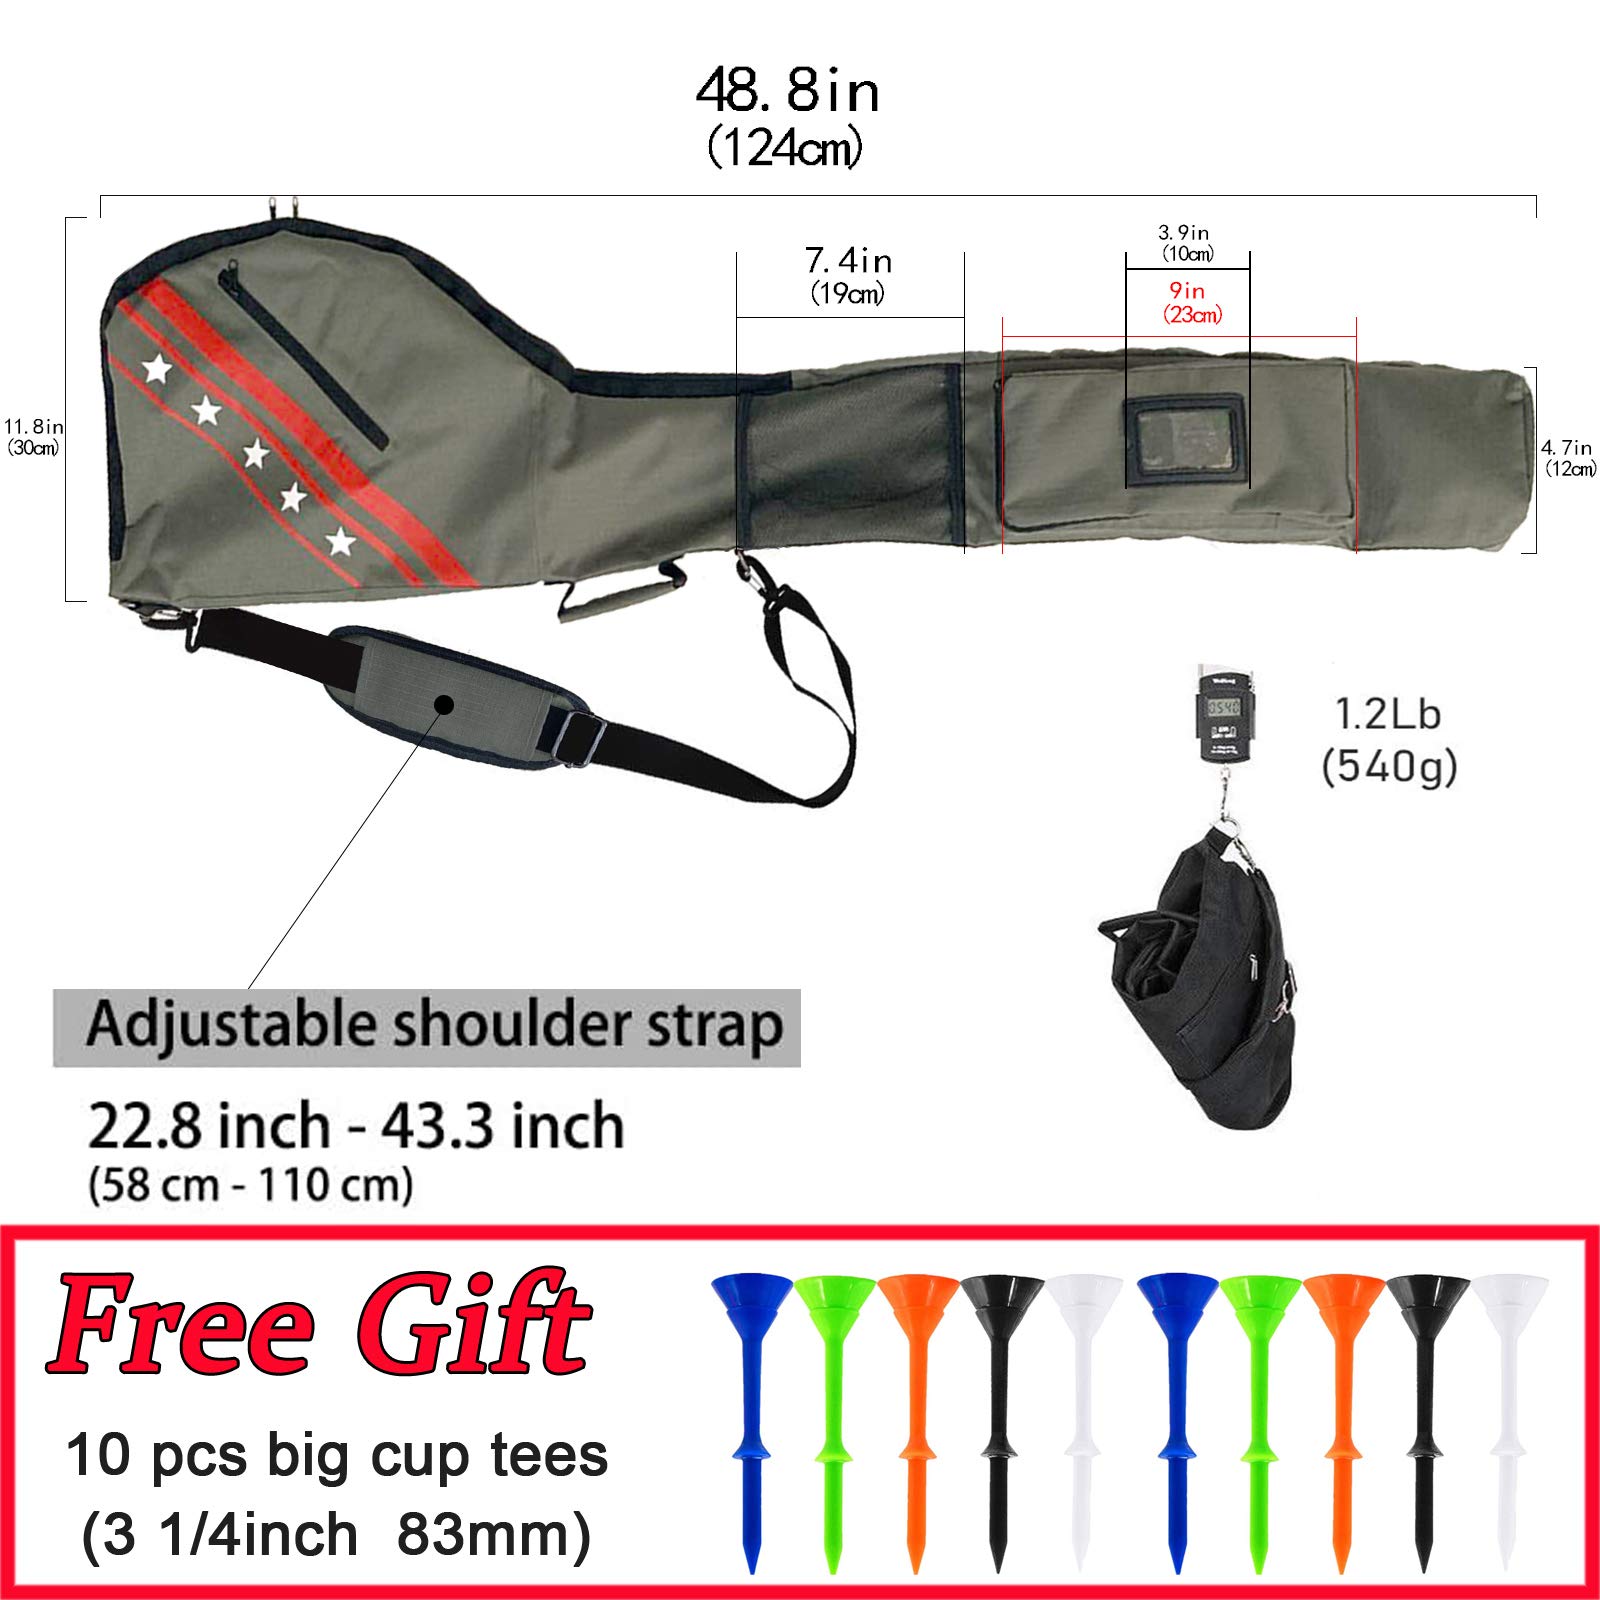 48.8in
(124cm)
3.9in
(10cm)
7.4in
(19cm)
9in
(23cm)
11.8in
(30cm)
4.7in
(12cm)
0.540
1.2Lb
(540g)
Adjustable shoulder strap
22.8 inch - 43.3 inch
(58 cm - 110 cm)
Free Gift
10 pcs big cup tees
(3 1/4inch 83mm)